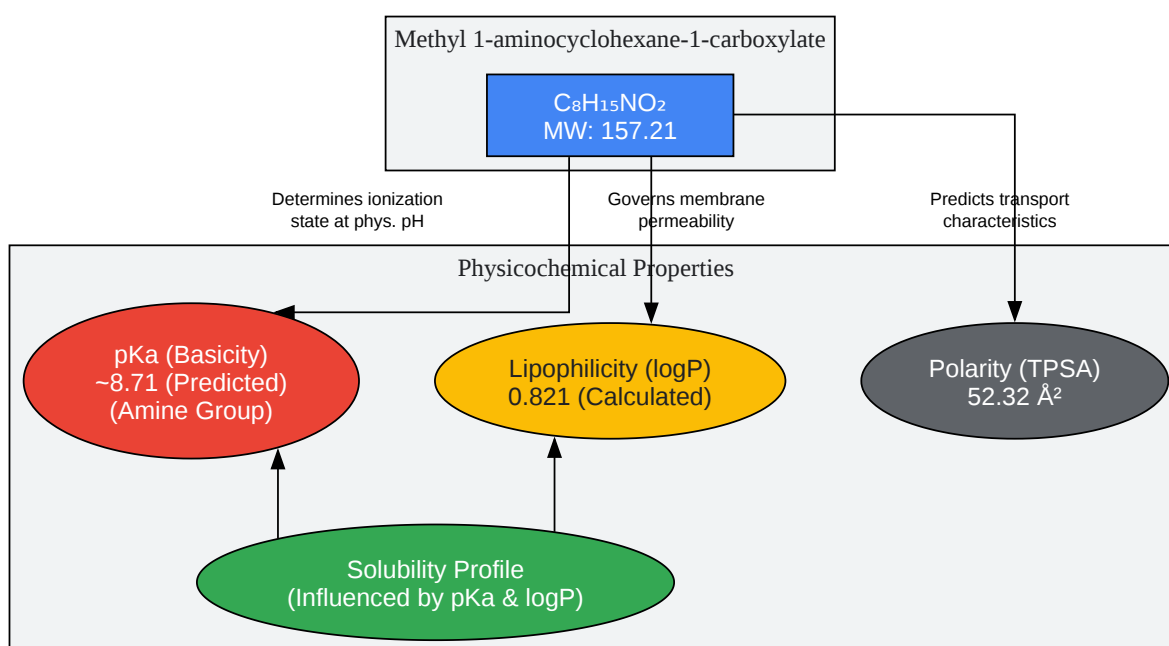 Methyl 1-aminocyclohexane-1-carboxylate
C₈H₁₅NO₂
MW: 157.21
Determines ionization
state at phys. pH
Governs membrane
permeability
Predicts transport
characteristics
Physicochemical Properties
pKa (Basicity)
~8.71 (Predicted)
(Amine Group)
Lipophilicity (logP)
0.821 (Calculated)
Polarity (TPSA)
52.32 Å²
Solubility Profile
(Influenced by pKa & logP)